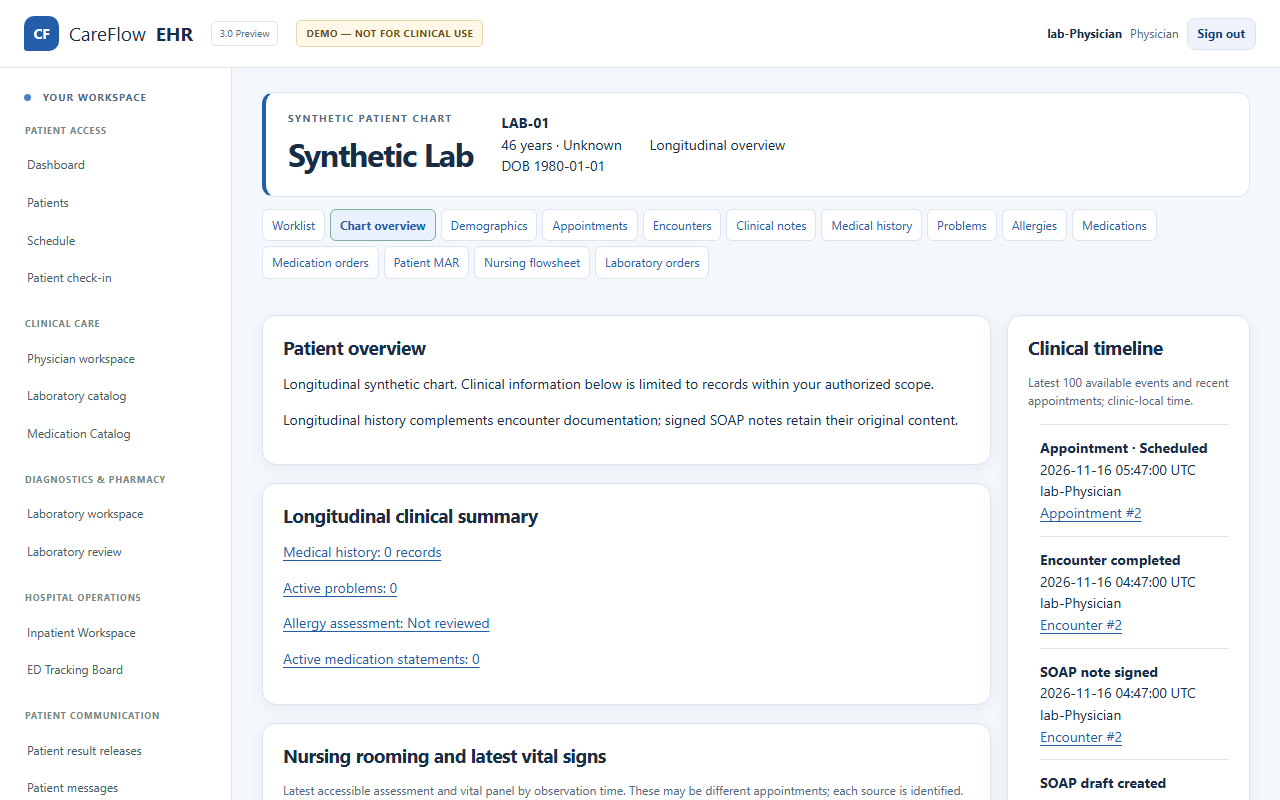 CF CareFlow EHR 3.0 Preview DEMO — NOT FOR CLINICAL USE lab-Physician Physician Sign out
YOUR WORKSPACE
PATIENT ACCESS
Dashboard
Patients
Schedule
Patient check-in
CLINICAL CARE
Physician workspace
Laboratory catalog
Medication Catalog
DIAGNOSTICS & PHARMACY
Laboratory workspace
Laboratory review
HOSPITAL OPERATIONS
Inpatient Workspace
ED Tracking Board
PATIENT COMMUNICATION
Patient result releases
Patient messages
SYNTHETIC PATIENT CHART
Synthetic Lab
LAB-01
46 years · Unknown
DOB 1980-01-01
Longitudinal overview
Worklist Chart overview Demographics Appointments Encounters Clinical notes Medical history Problems Allergies Medications
Medication orders Patient MAR Nursing flowsheet Laboratory orders
Patient overview
Longitudinal synthetic chart. Clinical information below is limited to records within your authorized scope.
Longitudinal history complements encounter documentation; signed SOAP notes retain their original content.
Longitudinal clinical summary
Medical history: 0 records
Active problems: 0
Allergy assessment: Not reviewed
Active medication statements: 0
Nursing rooming and latest vital signs
Latest accessible assessment and vital panel by observation time. These may be different appointments; each source is identified.
Clinical timeline
Latest 100 available events and recent
appointments; clinic-local time.
Appointment · Scheduled
2026-11-16 05:47:00 UTC
lab-Physician
Appointment #2
Encounter completed
2026-11-16 04:47:00 UTC
lab-Physician
Encounter #2
SOAP note signed
2026-11-16 04:47:00 UTC
lab-Physician
Encounter #2
SOAP draft created